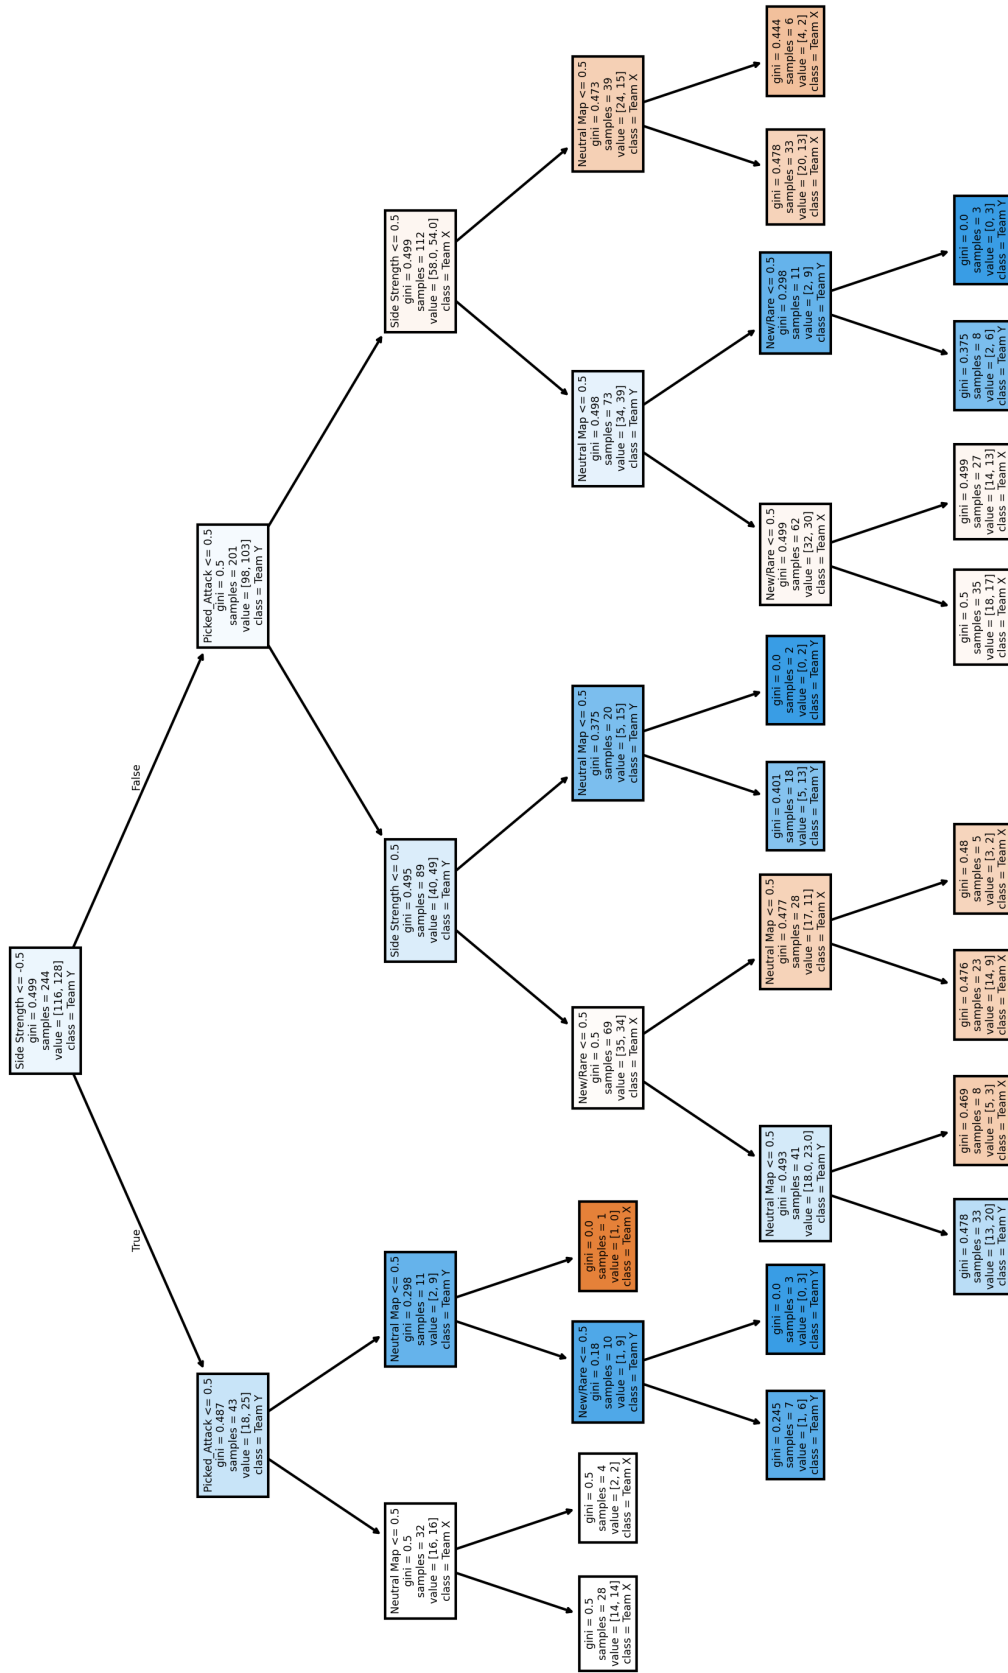 Side Strength <= -0.5
gini = 0.499
samples = 244
value = [116, 128]
class = Team Y
True
False
Picked_Attack <= 0.5
gini = 0.487
samples = 43
value = [18, 25]
class = Team Y
Picked_Attack <= 0.5
gini = 0.5
samples = 201
value = [98, 103]
class = Team Y
Neutral Map <= 0.5
gini = 0.5
samples = 32
value = [16, 16]
class = Team X
Neutral Map <= 0.5
gini = 0.298
samples = 11
value = [2, 9]
class = Team Y
Side Strength <= 0.5
gini = 0.495
samples = 89
value = [40, 49]
class = Team Y
Side Strength <= 0.5
gini = 0.499
samples = 112
value = [58.0, 54.0]
class = Team X
gini = 0.5
samples = 28
value = [14, 14]
class = Team X
gini = 0.5
samples = 4
value = [2, 2]
class = Team X
New/Rare <= 0.5
gini = 0.18
samples = 10
value = [1, 9]
class = Team Y
gini = 0.0
samples = 1
value = [1, 0]
class = Team X
New/Rare <= 0.5
gini = 0.5
samples = 69
value = [35, 34]
class = Team X
Neutral Map <= 0.5
gini = 0.375
samples = 20
value = [5, 15]
class = Team Y
Neutral Map <= 0.5
gini = 0.498
samples = 73
value = [34, 39]
class = Team Y
Neutral Map <= 0.5
gini = 0.473
samples = 39
value = [24, 15]
class = Team X
gini = 0.245
samples = 7
value = [1, 6]
class = Team Y
gini = 0.0
samples = 3
value = [0, 3]
class = Team Y
Neutral Map <= 0.5
gini = 0.493
samples = 41
value = [18.0, 23.0]
class = Team Y
Neutral Map <= 0.5
gini = 0.477
samples = 28
value = [17, 11]
class = Team X
gini = 0.401
samples = 18
value = [5, 13]
class = Team Y
gini = 0.0
samples = 2
value = [0, 2]
class = Team Y
New/Rare <= 0.5
gini = 0.499
samples = 62
value = [32, 30]
class = Team X
New/Rare <= 0.5
gini = 0.298
samples = 11
value = [2, 9]
class = Team Y
gini = 0.478
samples = 33
value = [20, 13]
class = Team X
gini = 0.444
samples = 6
value = [4, 2]
class = Team X
gini = 0.478
samples = 33
value = [13, 20]
class = Team Y
gini = 0.469
samples = 8
value = [5, 3]
class = Team X
gini = 0.476
samples = 23
value = [14, 9]
class = Team X
gini = 0.48
samples = 5
value = [3, 2]
class = Team X
gini = 0.5
samples = 35
value = [18, 17]
class = Team X
gini = 0.499
samples = 27
value = [14, 13]
class = Team X
gini = 0.375
samples = 8
value = [2, 6]
class = Team Y
gini = 0.0
samples = 3
value = [0, 3]
class = Team Y